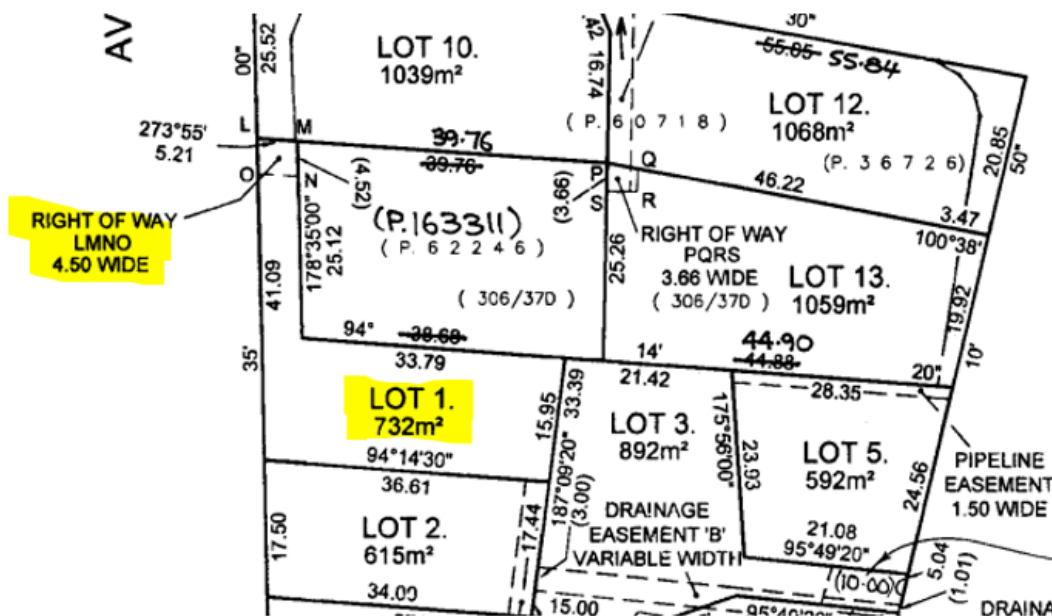 AV
00"
25.52
LOT 10.
1039m²
16.74
30"
55.85 55.84
LOT 12.
1068m²
(P. 60718)
(P. 36726)
20.85
50"
273°55'
5.21
L
M
39.76
39.76
O
N
(4.52)
P
Q
(3.66)
S
R
46.22
3.47
100°38'
RIGHT OF WAY
LMNO
4.50 WIDE
(P.163311)
(P. 62246)
178°35'00"
25.12
41.09
(306/37D)
25.26
RIGHT OF WAY
PQRS
3.66 WIDE
(306/37D)
LOT 13.
1059m²
19.92
10'
94°
38.68
14'
44.90
44.88
20"
35'
33.79
21.42
28.35
LOT 1.
732m²
15.95
33.39
LOT 3.
892m²
175°56'00"
23.93
LOT 5.
592m²
24.56
PIPELINE
EASEMENT
1.50 WIDE
94°14'30"
36.61
187°09'20"
(3.00)
17.50
LOT 2.
615m²
17.44
DRAINAGE
EASEMENT 'B'
VARIABLE WIDTH
21.08
95°49'20"
(10.00)
5.04
(1.01)
34.00
15.00
DRAINA